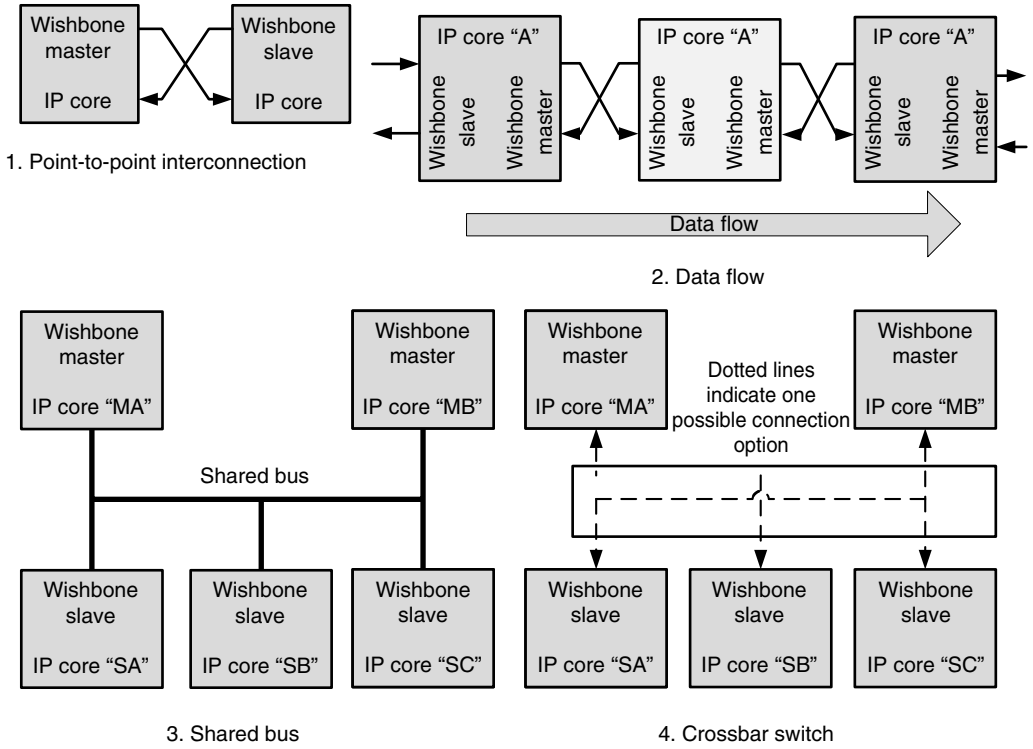 Wishbone
master
IP core
Wishbone
slave
IP core
1. Point-to-point interconnection
IP core “A”
Wishbone
slave
Wishbone
master
IP core “A”
Wishbone
slave
Wishbone
master
IP core “A”
Wishbone
slave
Wishbone
master
Data flow
2. Data flow
Wishbone
master
IP core “MA”
Wishbone
master
IP core “MB”
Shared bus
Wishbone
slave
IP core “SA”
Wishbone
slave
IP core “SB”
Wishbone
slave
IP core “SC”
3. Shared bus
Wishbone
master
IP core “MA”
Dotted lines
indicate one
possible connection
option
Wishbone
master
IP core “MB”
Wishbone
slave
IP core “SA”
Wishbone
slave
IP core “SB”
Wishbone
slave
IP core “SC”
4. Crossbar switch